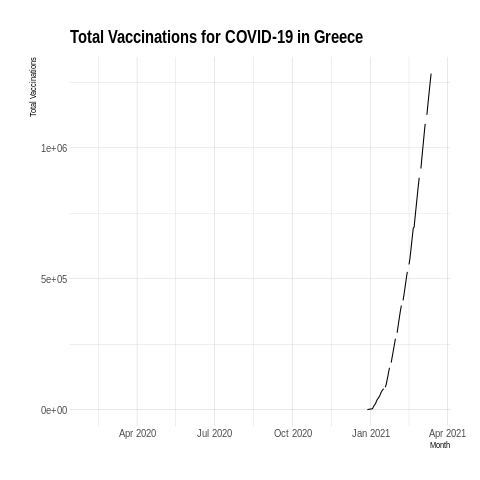 Total Vaccinations for COVID-19 in Greece
Total Vaccinations
1e+06
5e+05
0e+00
Apr 2020 Jul 2020 Oct 2020 Jan 2021 Apr 2021
Month